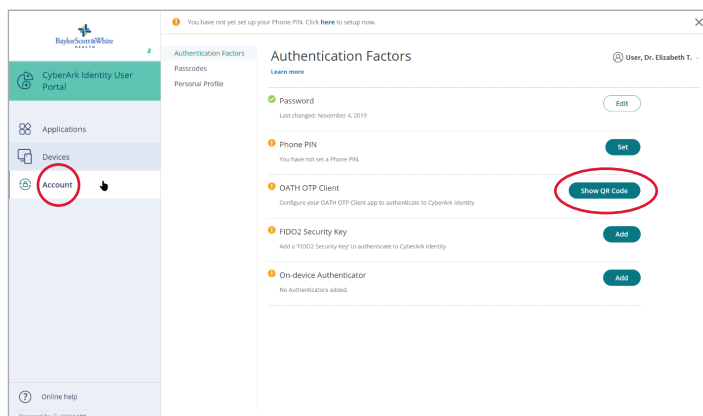 You have not yet set up your Phone PIN. Click here to setup now.
BaylorScott&White
HEALTH
CyberArk Identity User
Portal
Applications
Devices
Account
Online help
Authentication Factors
Passcodes
Personal Profile
Authentication Factors
Learn more
User, Dr. Elizabeth T.
Password
Last changed: November 4, 2019
Edit
Phone PIN
You have not set a Phone PIN.
Set
OATH OTP Client
Configure your OATH OTP Client app to authenticate to CyberArk Identity
Show QR Code
FIDO2 Security Key
Add a 'FIDO2 Security Key' to authenticate to CyberArk Identity
Add
On-device Authenticator
No Authenticators added.
Add